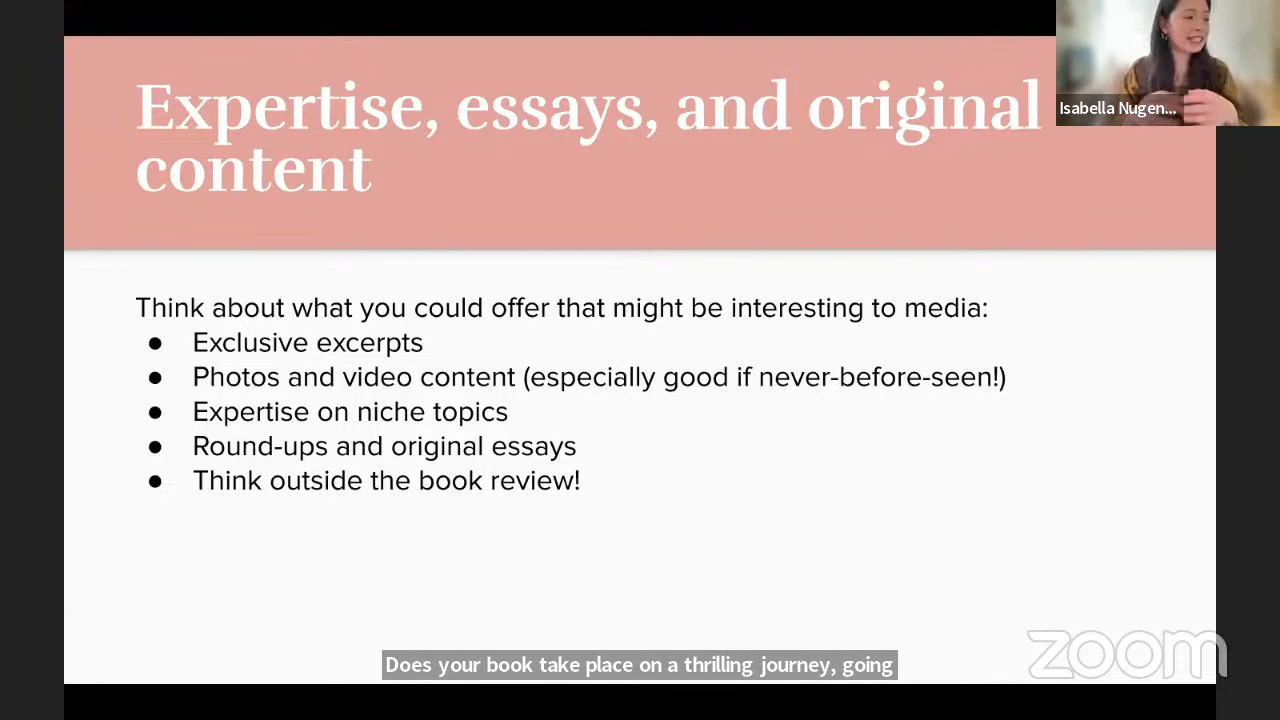 Expertise, essays, and original
content
Isabella Nugen...
Think about what you could offer that might be interesting to media:
● Exclusive excerpts
● Photos and video content (especially good if never-before-seen!)
● Expertise on niche topics
● Round-ups and original essays
● Think outside the book review!
zoom
Does your book take place on a thrilling journey, going